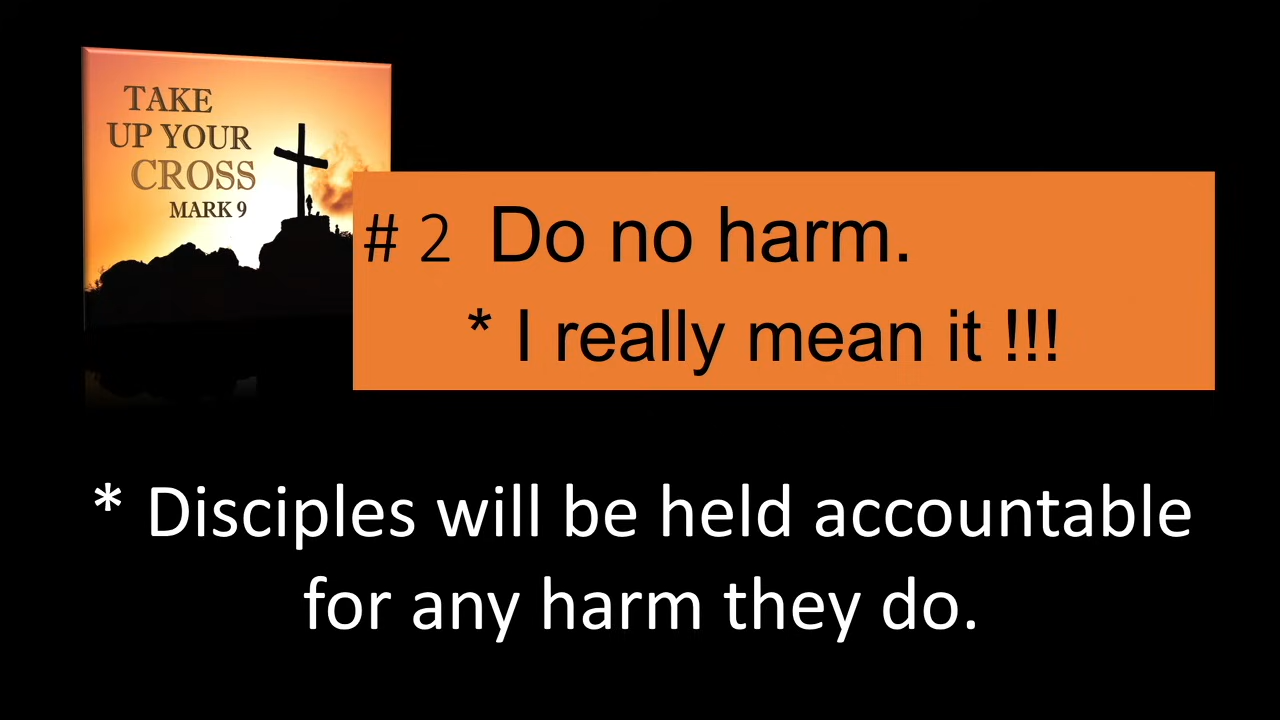 TAKE
UP YOUR
CROSS
MARK 9
# 2 Do no harm.
* I really mean it !!!
* Disciples will be held accountable
for any harm they do.